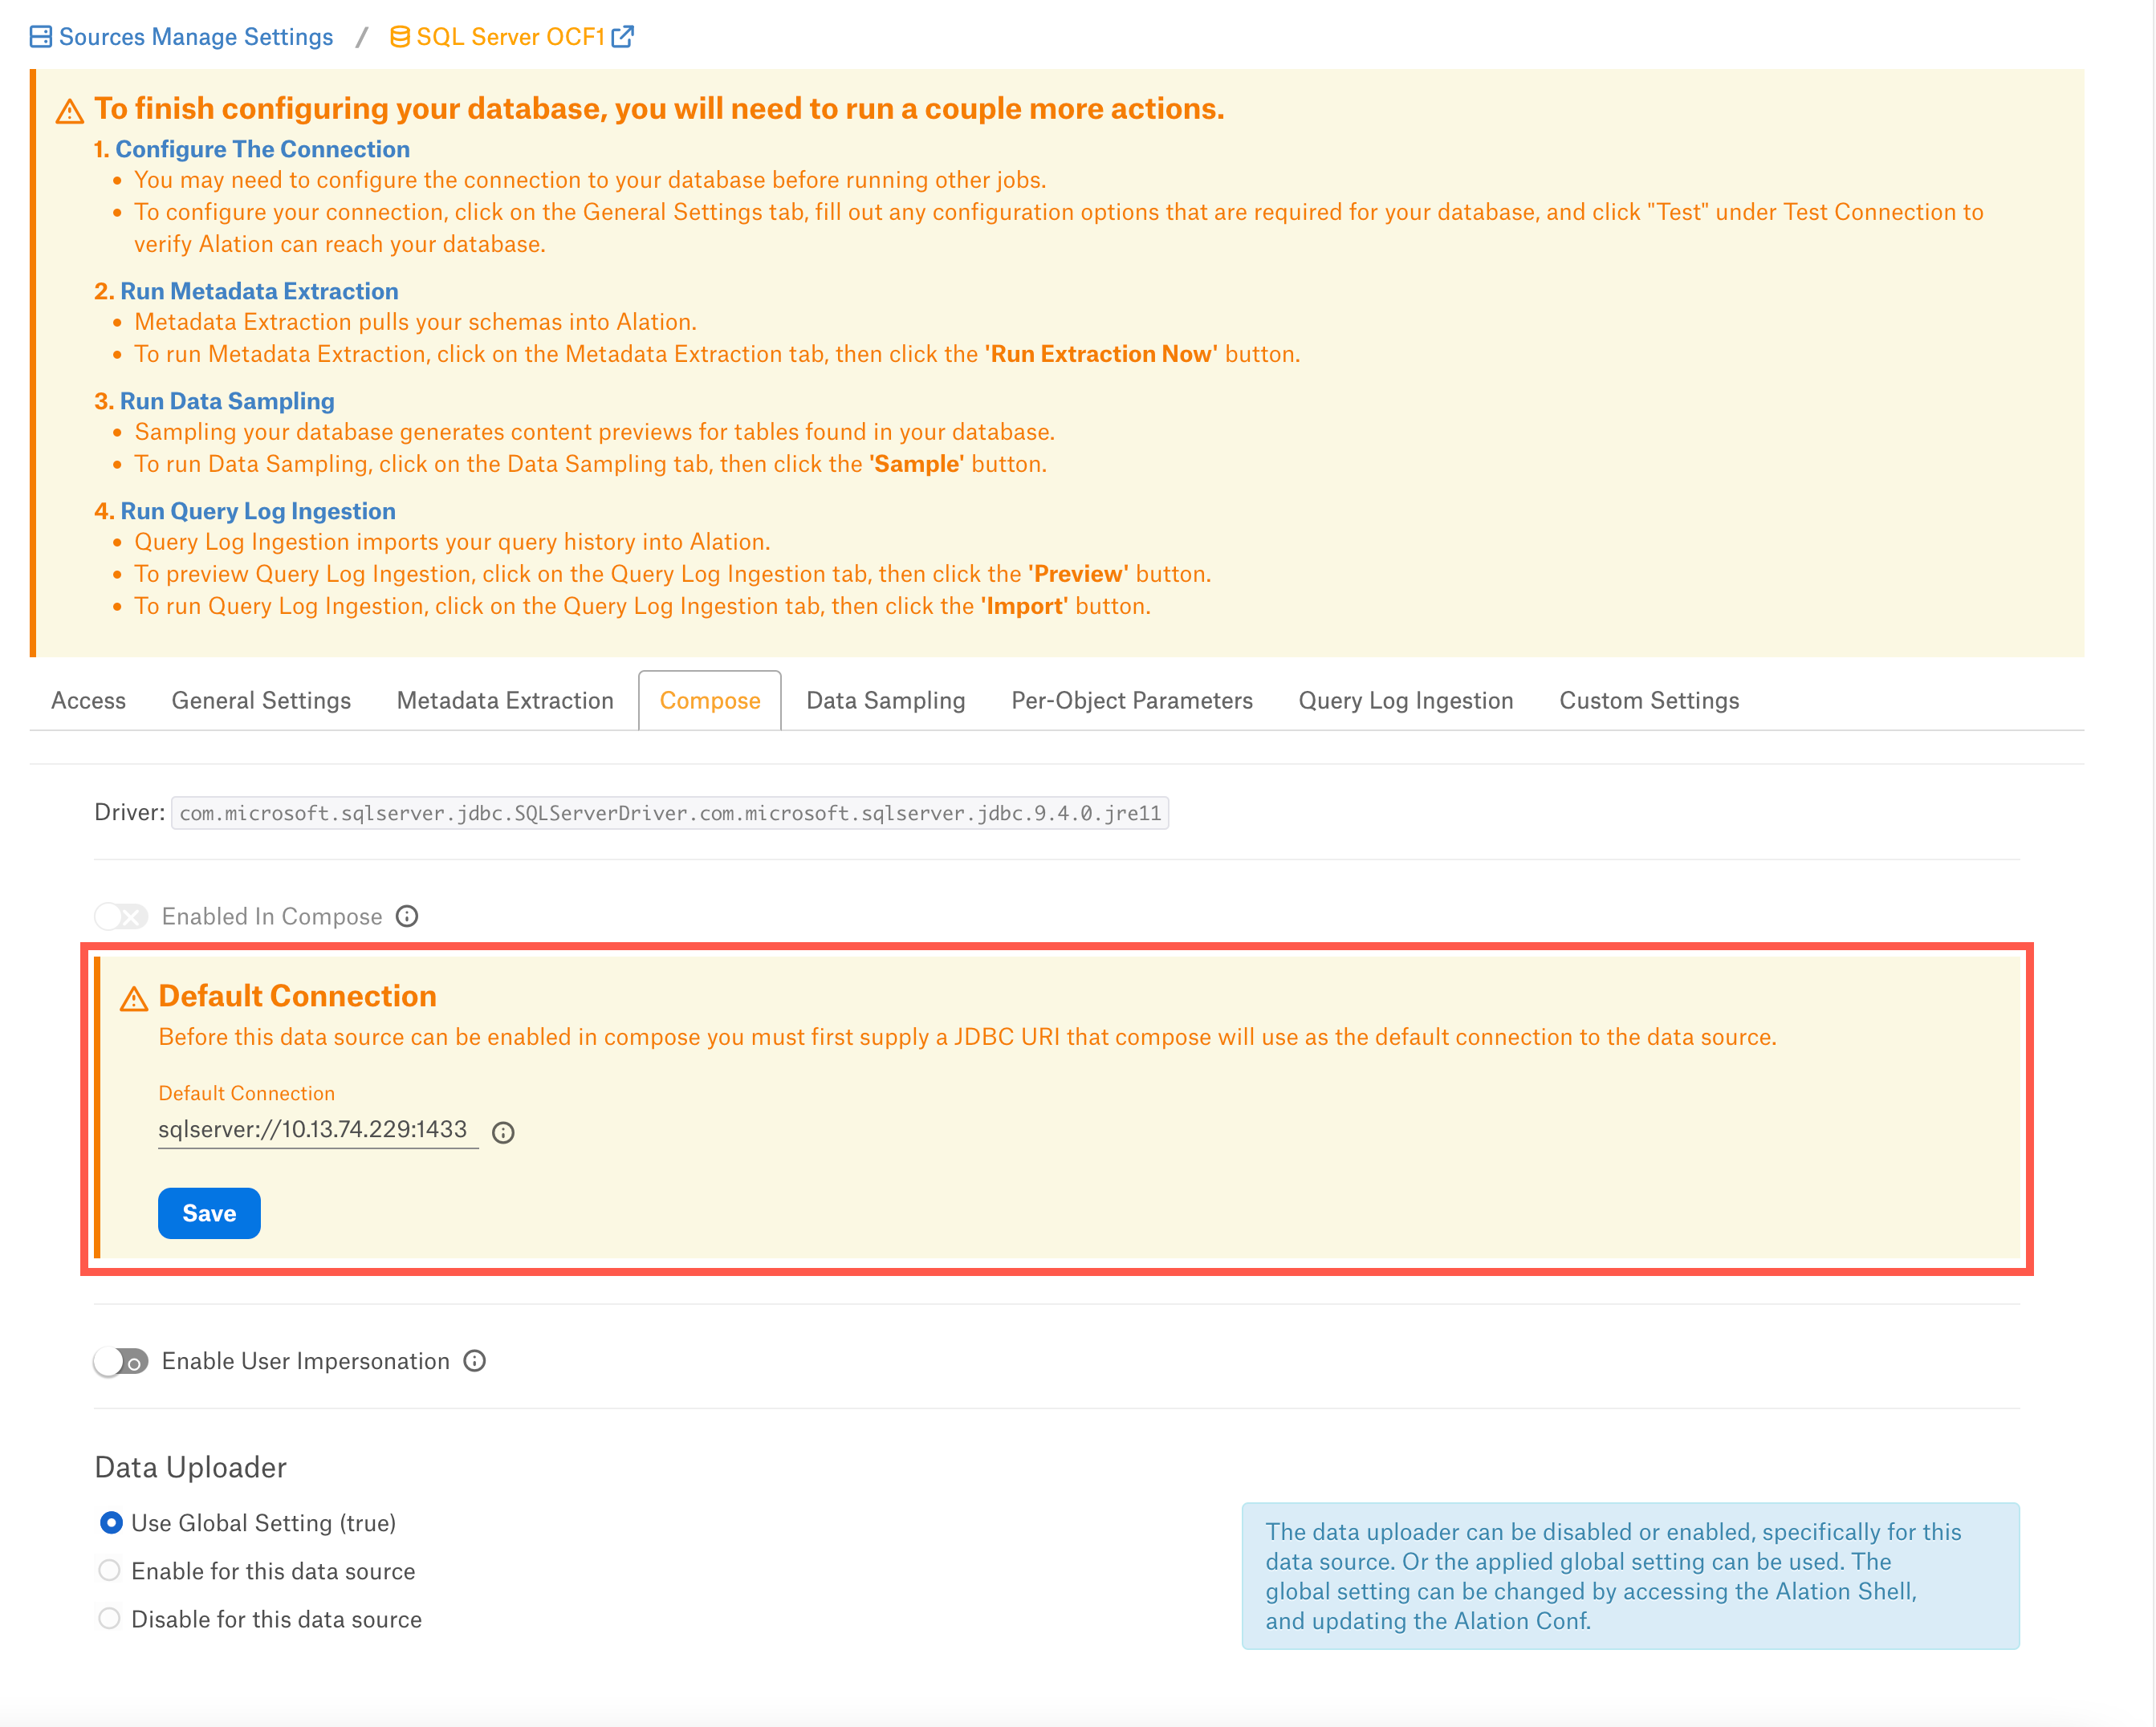 Sources Manage Settings / SQL Server OCF1
To finish configuring your database, you will need to run a couple more actions.
1. Configure The Connection
• You may need to configure the connection to your database before running other jobs.
• To configure your connection, click on the General Settings tab, fill out any configuration options that are required for your database, and click "Test" under Test Connection to
verify Alation can reach your database.
2. Run Metadata Extraction
• Metadata Extraction pulls your schemas into Alation.
• To run Metadata Extraction, click on the Metadata Extraction tab, then click the 'Run Extraction Now' button.
3. Run Data Sampling
• Sampling your database generates content previews for tables found in your database.
• To run Data Sampling, click on the Data Sampling tab, then click the 'Sample' button.
4. Run Query Log Ingestion
• Query Log Ingestion imports your query history into Alation.
• To preview Query Log Ingestion, click on the Query Log Ingestion tab, then click the 'Preview' button.
• To run Query Log Ingestion, click on the Query Log Ingestion tab, then click the 'Import' button.
Access General Settings Metadata Extraction Compose Data Sampling Per-Object Parameters Query Log Ingestion Custom Settings
Driver: com.microsoft.sqlserver.jdbc.SQLServerDriver.com.microsoft.sqlserver.jdbc.9.4.0.jre11
Enabled In Compose
Default Connection
Before this data source can be enabled in compose you must first supply a JDBC URI that compose will use as the default connection to the data source.
Default Connection
sqlserver://10.13.74.229:1433
Save
Enable User Impersonation
Data Uploader
Use Global Setting (true)
Enable for this data source
Disable for this data source
The data uploader can be disabled or enabled, specifically for this
data source. Or the applied global setting can be used. The
global setting can be changed by accessing the Alation Shell,
and updating the Alation Conf.